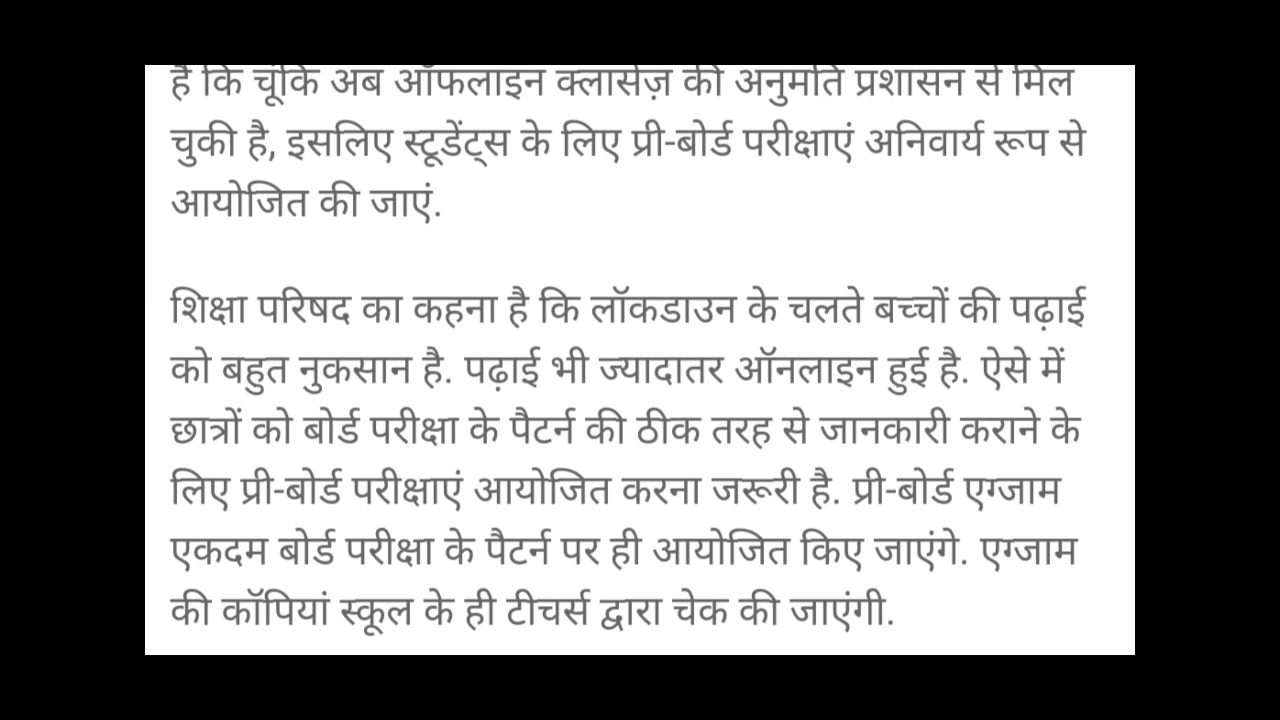 है कि चूंकि अब ऑफलाइन क्लासेज़ की अनुमति प्रशासन से मिल
चुकी है, इसलिए स्टूडेंट्स के लिए प्री-बोर्ड परीक्षाएं अनिवार्य रूप से
आयोजित की जाएं.
शिक्षा परिषद का कहना है कि लॉकडाउन के चलते बच्चों की पढ़ाई
को बहुत नुकसान है. पढ़ाई भी ज्यादातर ऑनलाइन हुई है. ऐसे में
छात्रों को बोर्ड परीक्षा के पैटर्न की ठीक तरह से जानकारी कराने के
लिए प्री-बोर्ड परीक्षाएं आयोजित करना जरूरी है. प्री-बोर्ड एग्जाम
एकदम बोर्ड परीक्षा के पैटर्न पर ही आयोजित किए जाएंगे. एग्जाम
की कॉपियां स्कूल के ही टीचर्स द्वारा चेक की जाएंगी.